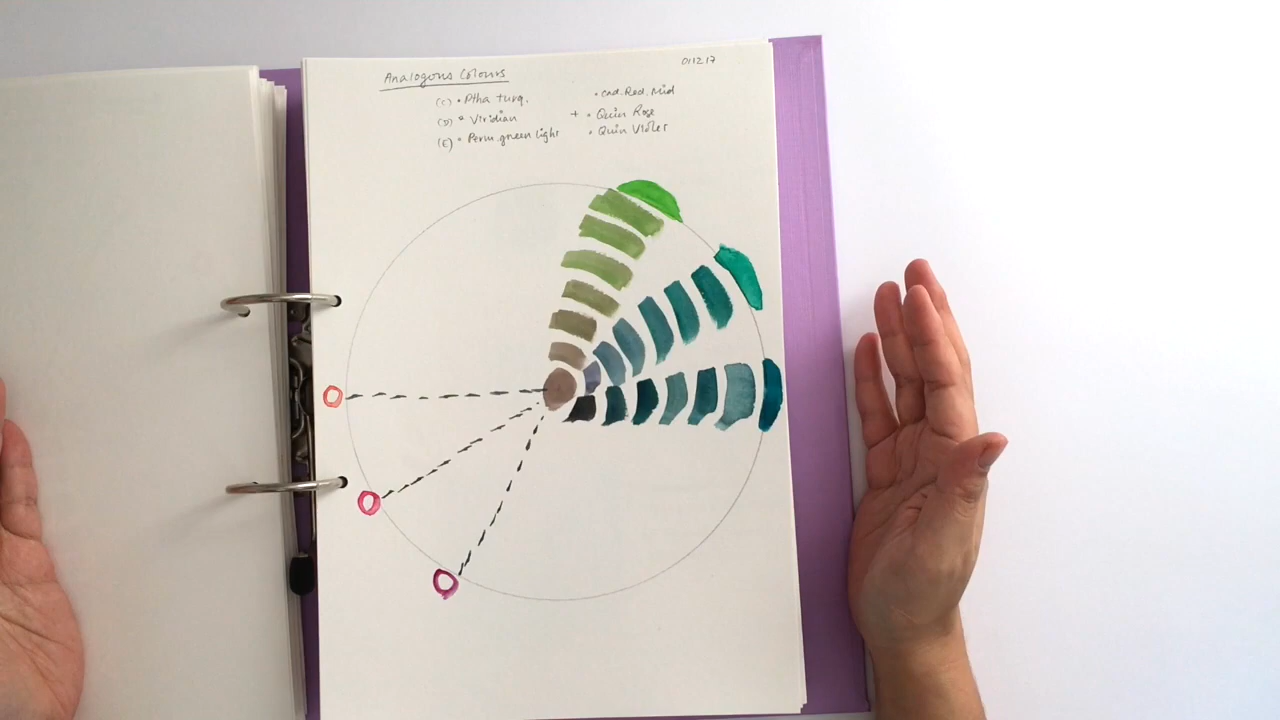 Analogous Colours
011217
(C) • Ptha turq.
(D) • Viridian
(E) • Perm. green light
• Cad. Red. Mid
+ • Quin Rose
• Quin Violet